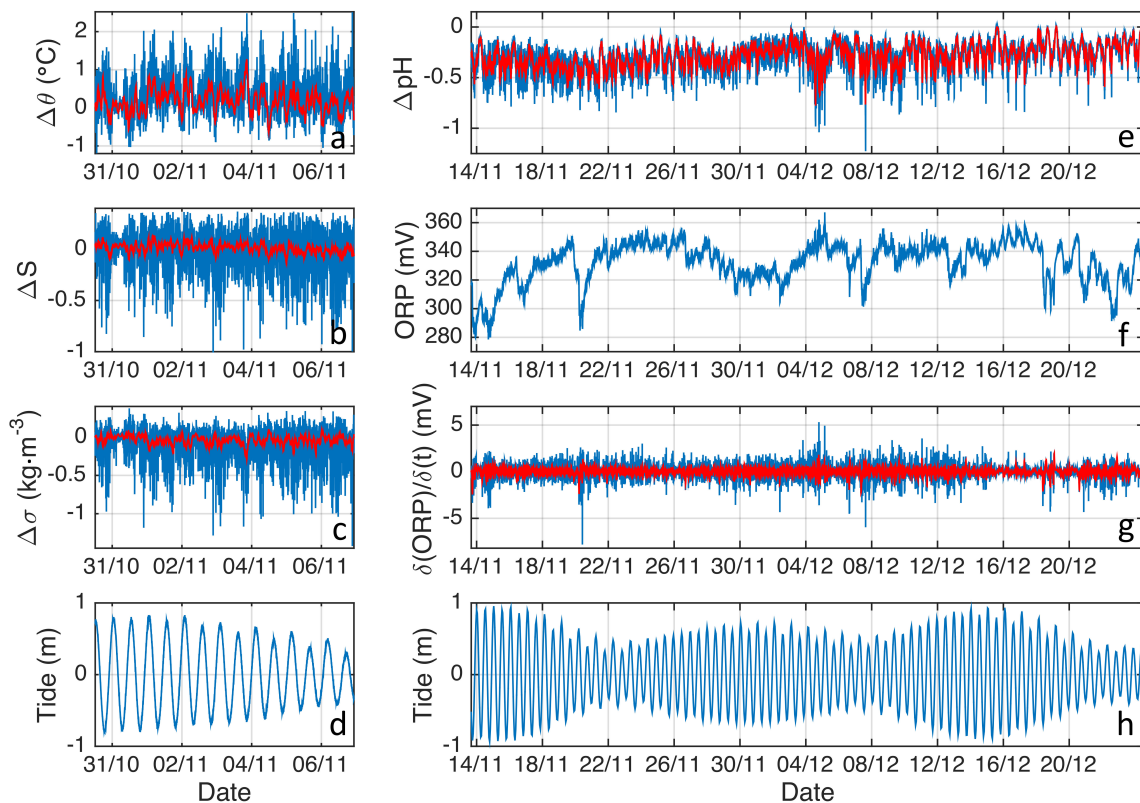 Δθ (°C)
2
1
0
-1
a
31/10 02/11 04/11 06/11
ΔS
0
-0.5
-1
b
31/10 02/11 04/11 06/11
Δσ (kg·m⁻³)
0
-0.5
-1
c
31/10 02/11 04/11 06/11
Tide (m)
1
0
-1
d
31/10 02/11 04/11 06/11
Date
ΔpH
0
-0.5
-1
e
14/11 18/11 22/11 26/11 30/11 04/12 08/12 12/12 16/12 20/12
ORP (mV)
360
340
320
300
280
f
14/11 18/11 22/11 26/11 30/11 04/12 08/12 12/12 16/12 20/12
δ(ORP)/δ(t) (mV)
5
0
-5
g
14/11 18/11 22/11 26/11 30/11 04/12 08/12 12/12 16/12 20/12
Tide (m)
1
0
-1
h
14/11 18/11 22/11 26/11 30/11 04/12 08/12 12/12 16/12 20/12
Date